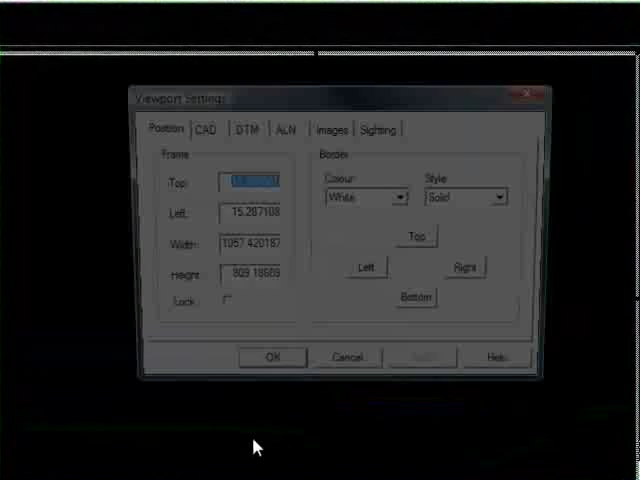 Viewport Settings
Position CAD DTM ALN Images Sighting
Frame
Border
Top:
Colour
Style
White
Solid
Left:
15.287108
Top
Width:
1057.420187
Left
Right
Height:
809.18669
Lock
Bottom
OK
Cancel
Help